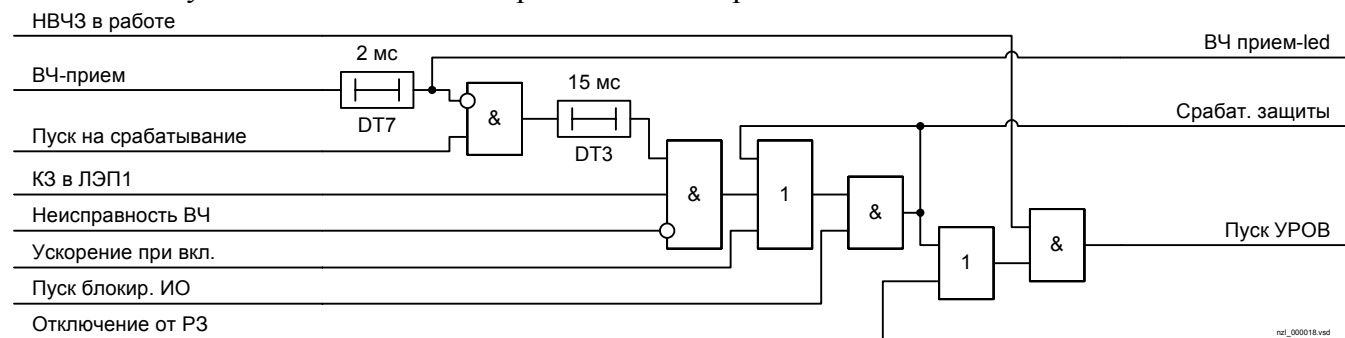 НВЧЗ в работе
ВЧ прием-led
2 мс
ВЧ-прием
15 мс
&
DT7
Срабат. защиты
Пуск на срабатывание
DT3
КЗ в ЛЭП1
&
1
&
Неисправность ВЧ
Пуск УРОВ
&
Ускорение при вкл.
1
Пуск блокир. ИО
Отключение от РЗ
nzl_000018.vsd